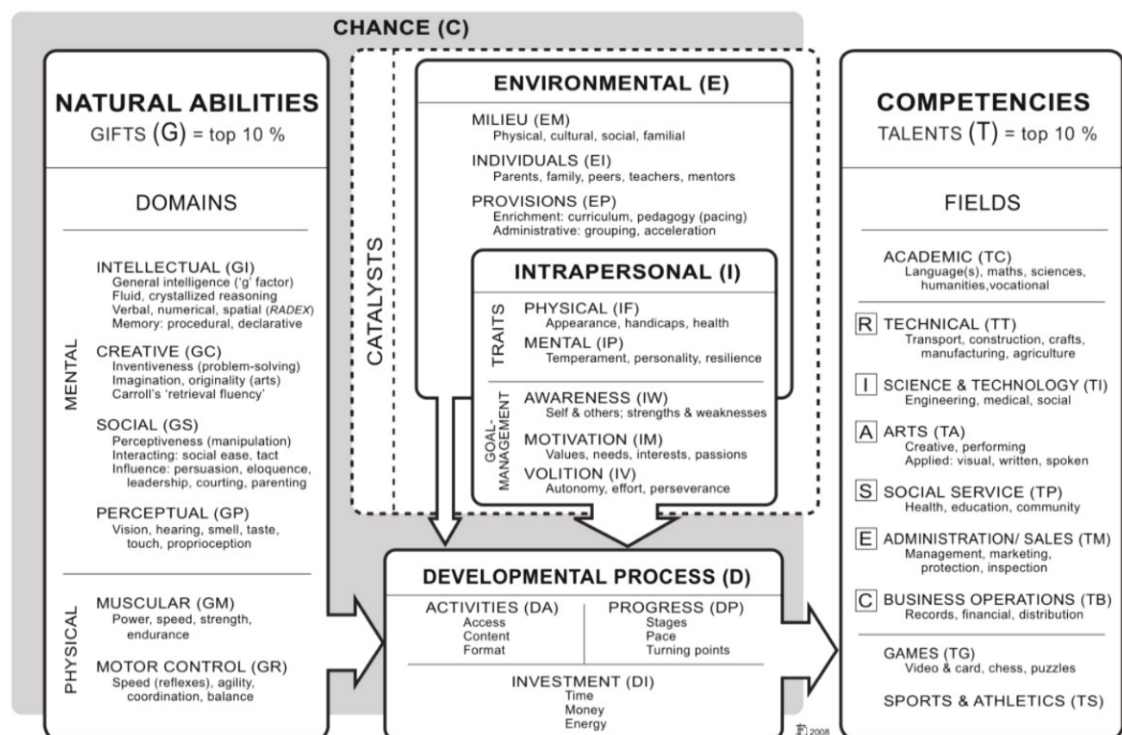 CHANCE (C)
NATURAL ABILITIES
GIFTS (G) = top 10 %
DOMAINS
MENTAL
INTELLECTUAL (GI)
General intelligence (‘g’ factor)
Fluid, crystallized reasoning
Verbal, numerical, spatial (RADEX)
Memory: procedural, declarative
CREATIVE (GC)
Inventiveness (problem-solving)
Imagination, originality (arts)
Carroll's ‘retrieval fluency’
SOCIAL (GS)
Perceptiveness (manipulation)
Interacting: social ease, tact
Influence: persuasion, eloquence,
leadership, courting, parenting
PERCEPTUAL (GP)
Vision, hearing, smell, taste,
touch, proprioception
PHYSICAL
MUSCULAR (GM)
Power, speed, strength,
endurance
MOTOR CONTROL (GR)
Speed (reflexes), agility,
coordination, balance
CATALYSTS
ENVIRONMENTAL (E)
MILIEU (EM)
Physical, cultural, social, familial
INDIVIDUALS (EI)
Parents, family, peers, teachers, mentors
PROVISIONS (EP)
Enrichment: curriculum, pedagogy (pacing)
Administrative: grouping, acceleration
INTRAPERSONAL (I)
TRAITS
PHYSICAL (IF)
Appearance, handicaps, health
MENTAL (IP)
Temperament, personality, resilience
GOAL-
MANAGEMENT
AWARENESS (IW)
Self & others; strengths & weaknesses
MOTIVATION (IM)
Values, needs, interests, passions
VOLITION (IV)
Autonomy, effort, perseverance
DEVELOPMENTAL PROCESS (D)
ACTIVITIES (DA)
Access
Content
Format
PROGRESS (DP)
Stages
Pace
Turning points
INVESTMENT (DI)
Time
Money
Energy
2008
COMPETENCIES
TALENTS (T) = top 10 %
FIELDS
ACADEMIC (TC)
Language(s), maths, sciences,
humanities,vocational
R TECHNICAL (TT)
Transport, construction, crafts,
manufacturing, agriculture
I SCIENCE & TECHNOLOGY (TI)
Engineering, medical, social
A ARTS (TA)
Creative, performing
Applied: visual, written, spoken
S SOCIAL SERVICE (TP)
Health, education, community
E ADMINISTRATION/ SALES (TM)
Management, marketing,
protection, inspection
C BUSINESS OPERATIONS (TB)
Records, financial, distribution
GAMES (TG)
Video & card, chess, puzzles
SPORTS & ATHLETICS (TS)